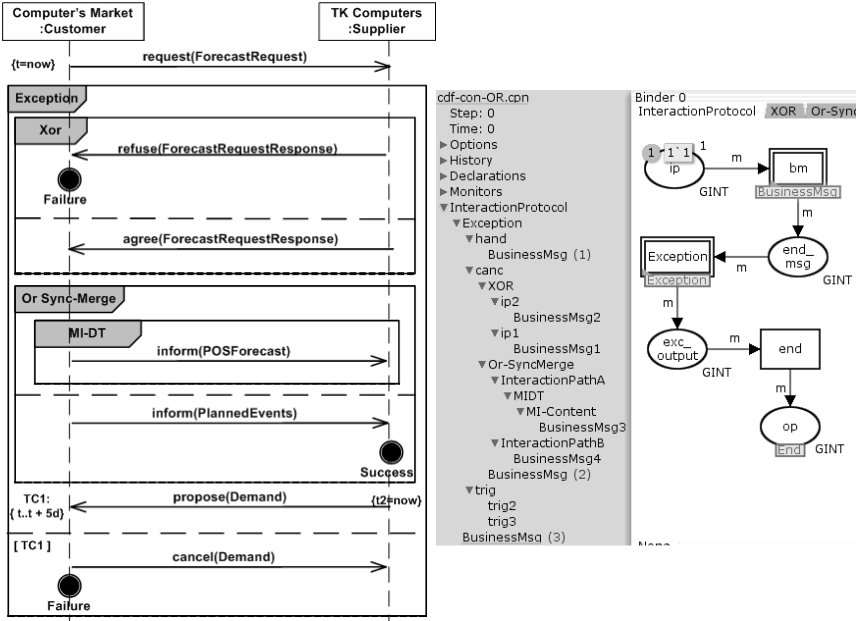 Computer's Market
:Customer
TK Computers
:Supplier
{t=now}
request(ForecastRequest)
Exception
Xor
refuse(ForecastRequestResponse)
Failure
agree(ForecastRequestResponse)
Or Sync-Merge
MI-DT
inform(POSForecast)
inform(PlannedEvents)
Success
TC1:
{ t..t + 5d}
propose(Demand)
{t2=now}
[ TC1 ]
cancel(Demand)
Failure
cdf-con-OR.cpn
Step: 0
Time: 0
Options
History
Declarations
Monitors
InteractionProtocol
Exception
hand
BusinessMsg (1)
canc
XOR
ip2
BusinessMsg2
ip1
BusinessMsg1
Or-SyncMerge
InteractionPathA
MIDT
MI-Content
BusinessMsg3
InteractionPathB
BusinessMsg4
BusinessMsg (2)
trig
trig2
trig3
BusinessMsg (3)
Binder 0
InteractionProtocol XOR Or-Sync
1 1`1 1
ip
GINT
m
bm
BusinessMsg
m
end_
msg
GINT
m
Exception
Exception
m
exc_
output
GINT
m
end
m
op
End
GINT
None